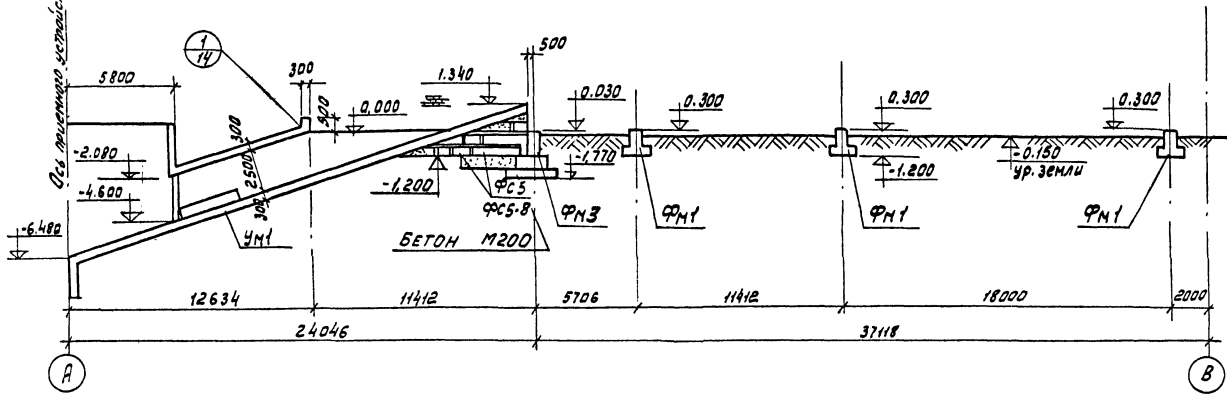 Ось приемного устройс.
1
14
5800
300
300
0,000
1.340
500
0.030
0.300
0.300
0.300
-2.080
300
2500
300
-4.600
-1,200
ФС5
ФС5-8
-1,770
-1.200
-0.150
ур. земли
-6.480
УМ1
БЕТОН М200
ФМ3
ФМ1
ФМ1
ФМ1
12634
11412
5706
11412
18000
2000
24046
37118
А
В